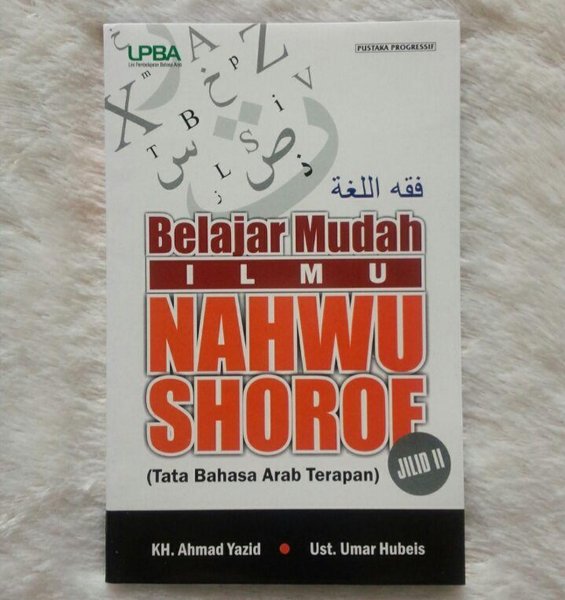 UPBA
PUSTAKA PROGRESSIF
A
Z
X
m
p
خ
B
i
V
T
س
S
ص
L
ز
J
فقه اللغة
Belajar Mudah
ILMU
NAHWU
SHOROF
JILID II
(Tata Bahasa Arab Terapan)
KH. Ahmad Yazid • Ust. Umar Hubeis